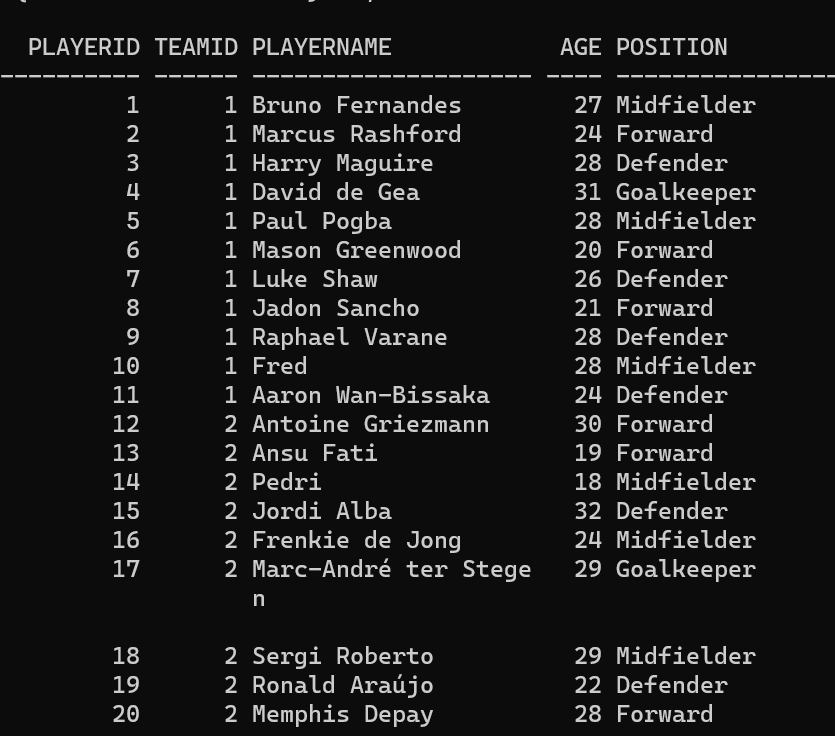 PLAYERID TEAMID PLAYERNAME AGE POSITION
---------- ------ -------------------- ---- ----------------
1 1 Bruno Fernandes 27 Midfielder
2 1 Marcus Rashford 24 Forward
3 1 Harry Maguire 28 Defender
4 1 David de Gea 31 Goalkeeper
5 1 Paul Pogba 28 Midfielder
6 1 Mason Greenwood 20 Forward
7 1 Luke Shaw 26 Defender
8 1 Jadon Sancho 21 Forward
9 1 Raphael Varane 28 Defender
10 1 Fred 28 Midfielder
11 1 Aaron Wan-Bissaka 24 Defender
12 2 Antoine Griezmann 30 Forward
13 2 Ansu Fati 19 Forward
14 2 Pedri 18 Midfielder
15 2 Jordi Alba 32 Defender
16 2 Frenkie de Jong 24 Midfielder
17 2 Marc-André ter Stege 29 Goalkeeper
n
18 2 Sergi Roberto 29 Midfielder
19 2 Ronald Araújo 22 Defender
20 2 Memphis Depay 28 Forward